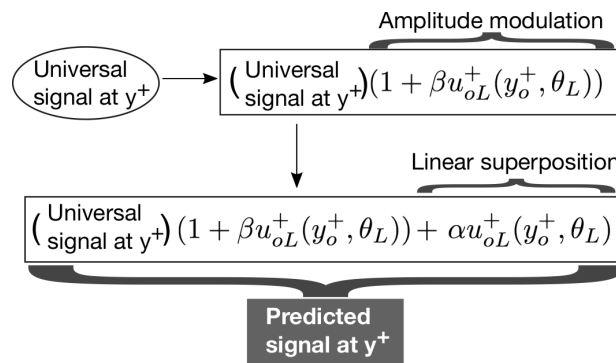 Amplitude modulation
Universal
signal at y⁺
(Universal
signal at y⁺)(1 + βu⁺ₒL(y⁺ₒ, θL))
Linear superposition
(Universal
signal at y⁺)(1 + βu⁺ₒL(y⁺ₒ, θL)) + αu⁺ₒL(y⁺ₒ, θL)
Predicted
signal at y⁺